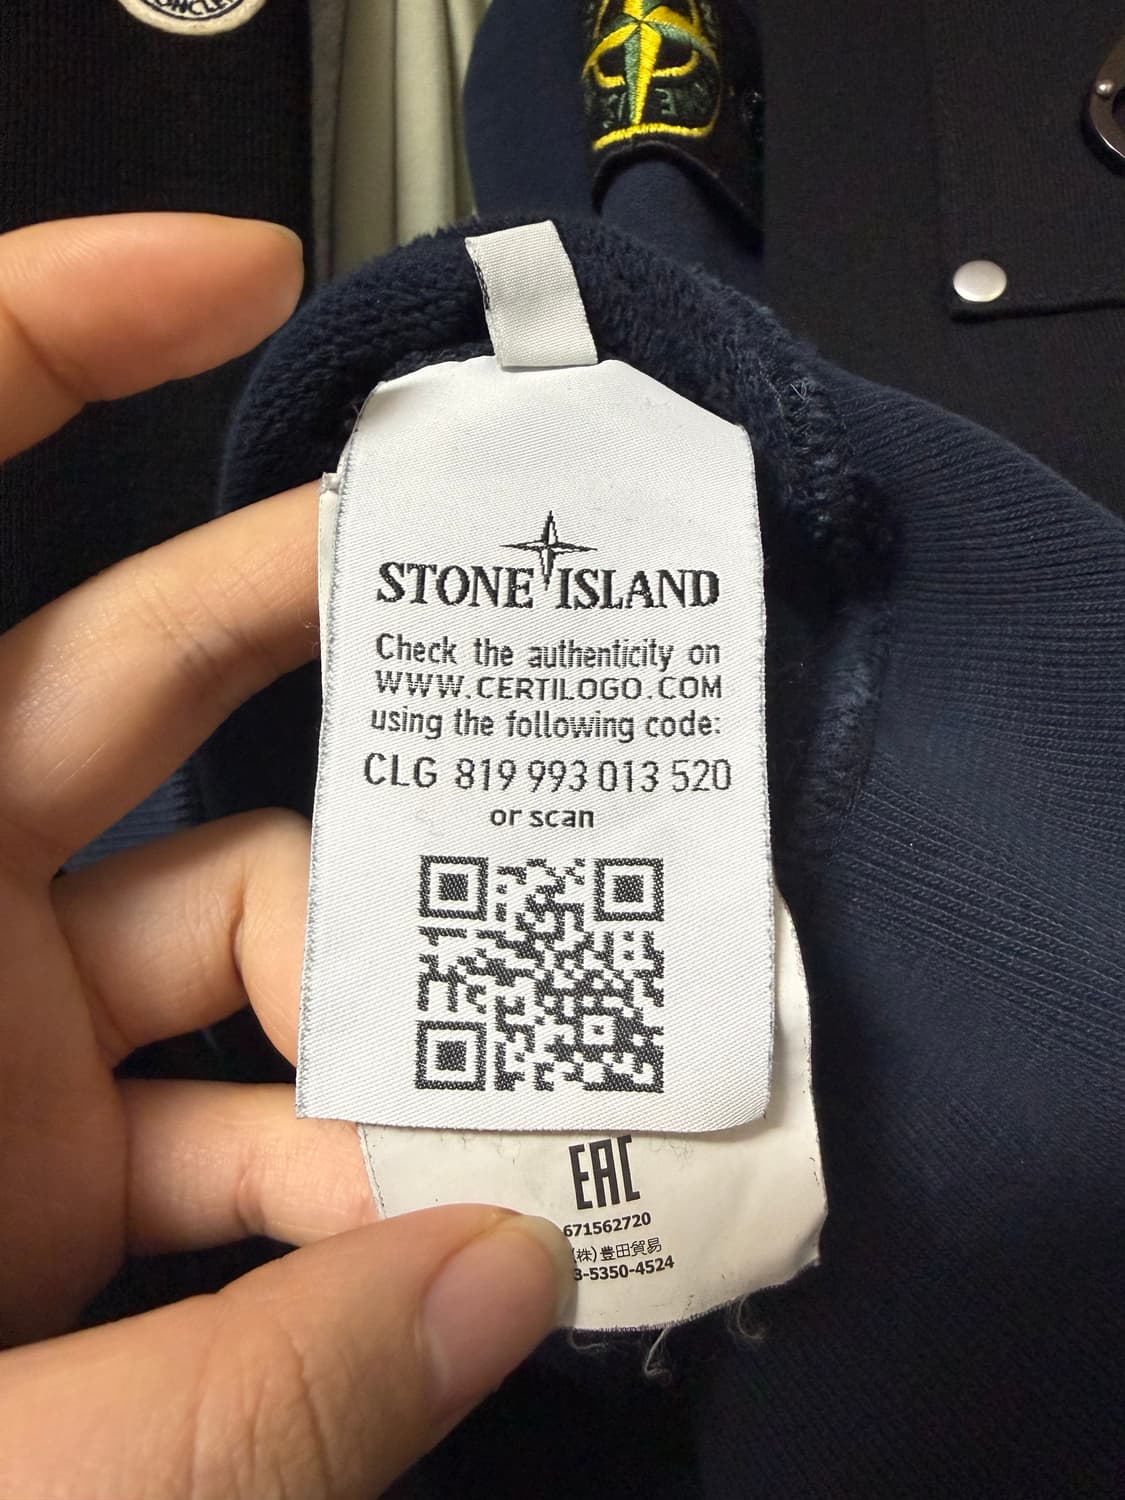 STONE ISLAND
Check the authenticity on
WWW.CERTILOGO.COM
using the following code:
CLG 819 993 013 520
or scan
EAC
671562720
(株)豊田貿易
3-5350-4524